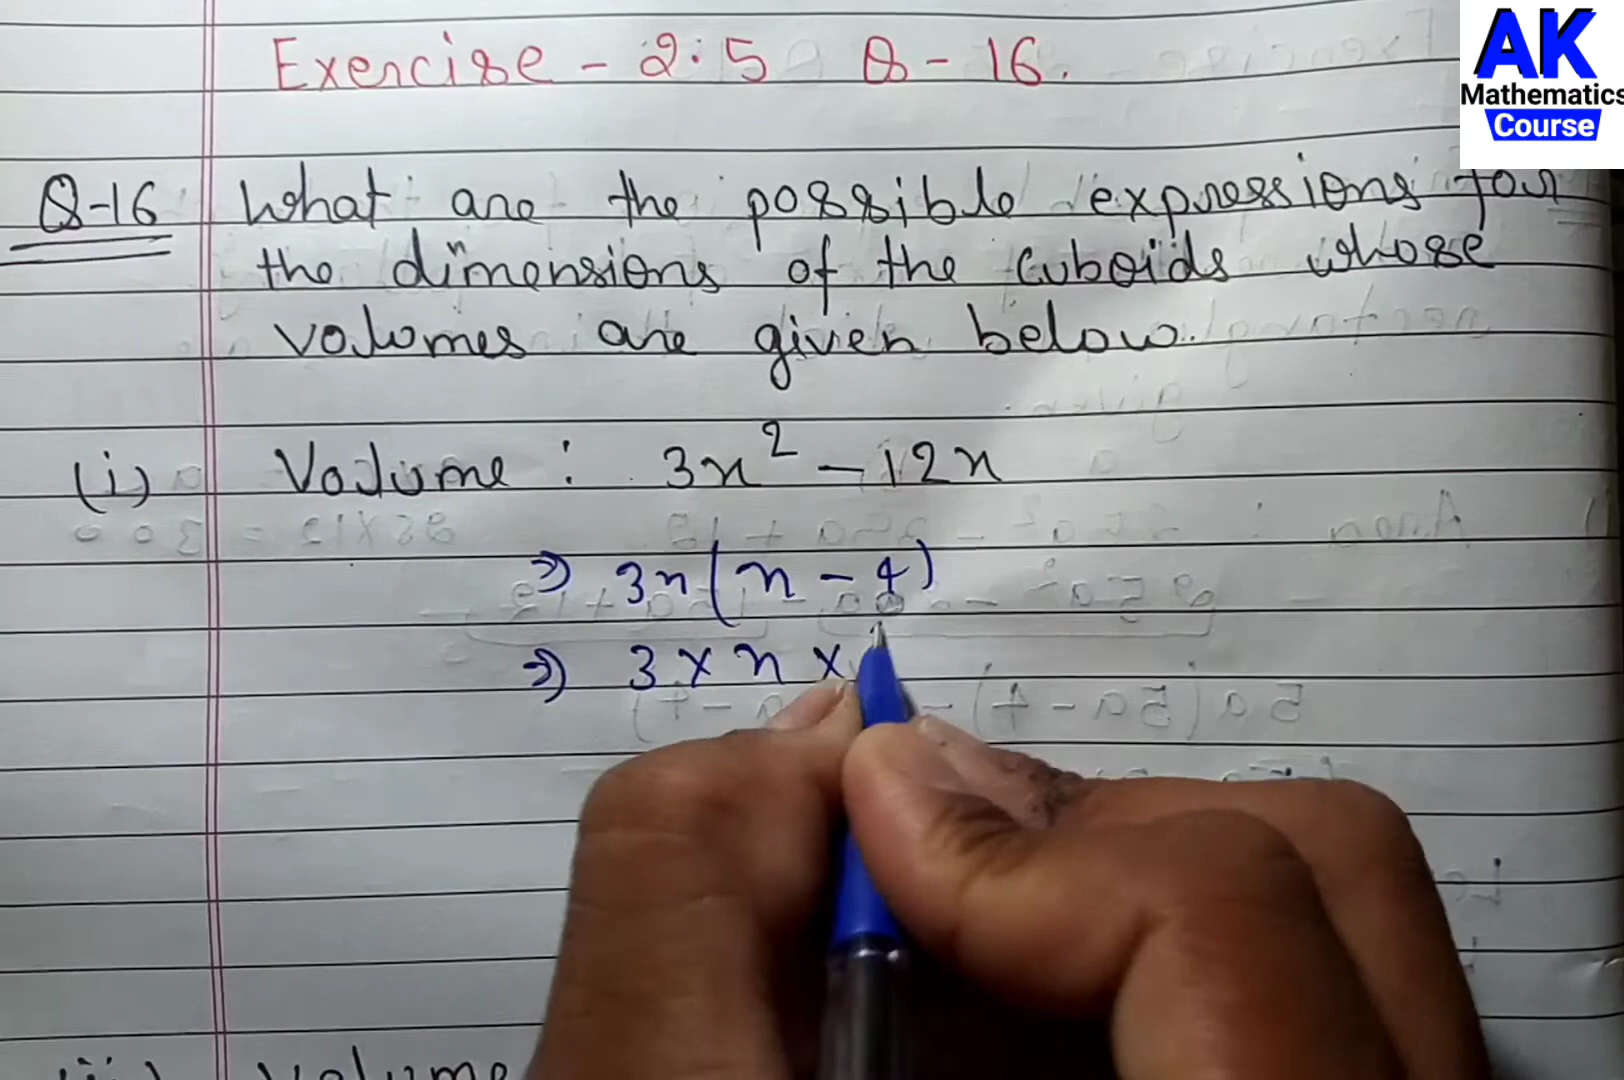 AK
Mathematics
Course
Exercise - 2.5 Q - 16.
Q-16 What are the possible expressions for
the dimensions of the cuboids whose
volumes are given below.
(i) Volume : 3x² - 12x
⇒ 3x(x - 4)
⇒ 3 × x ×
Volume